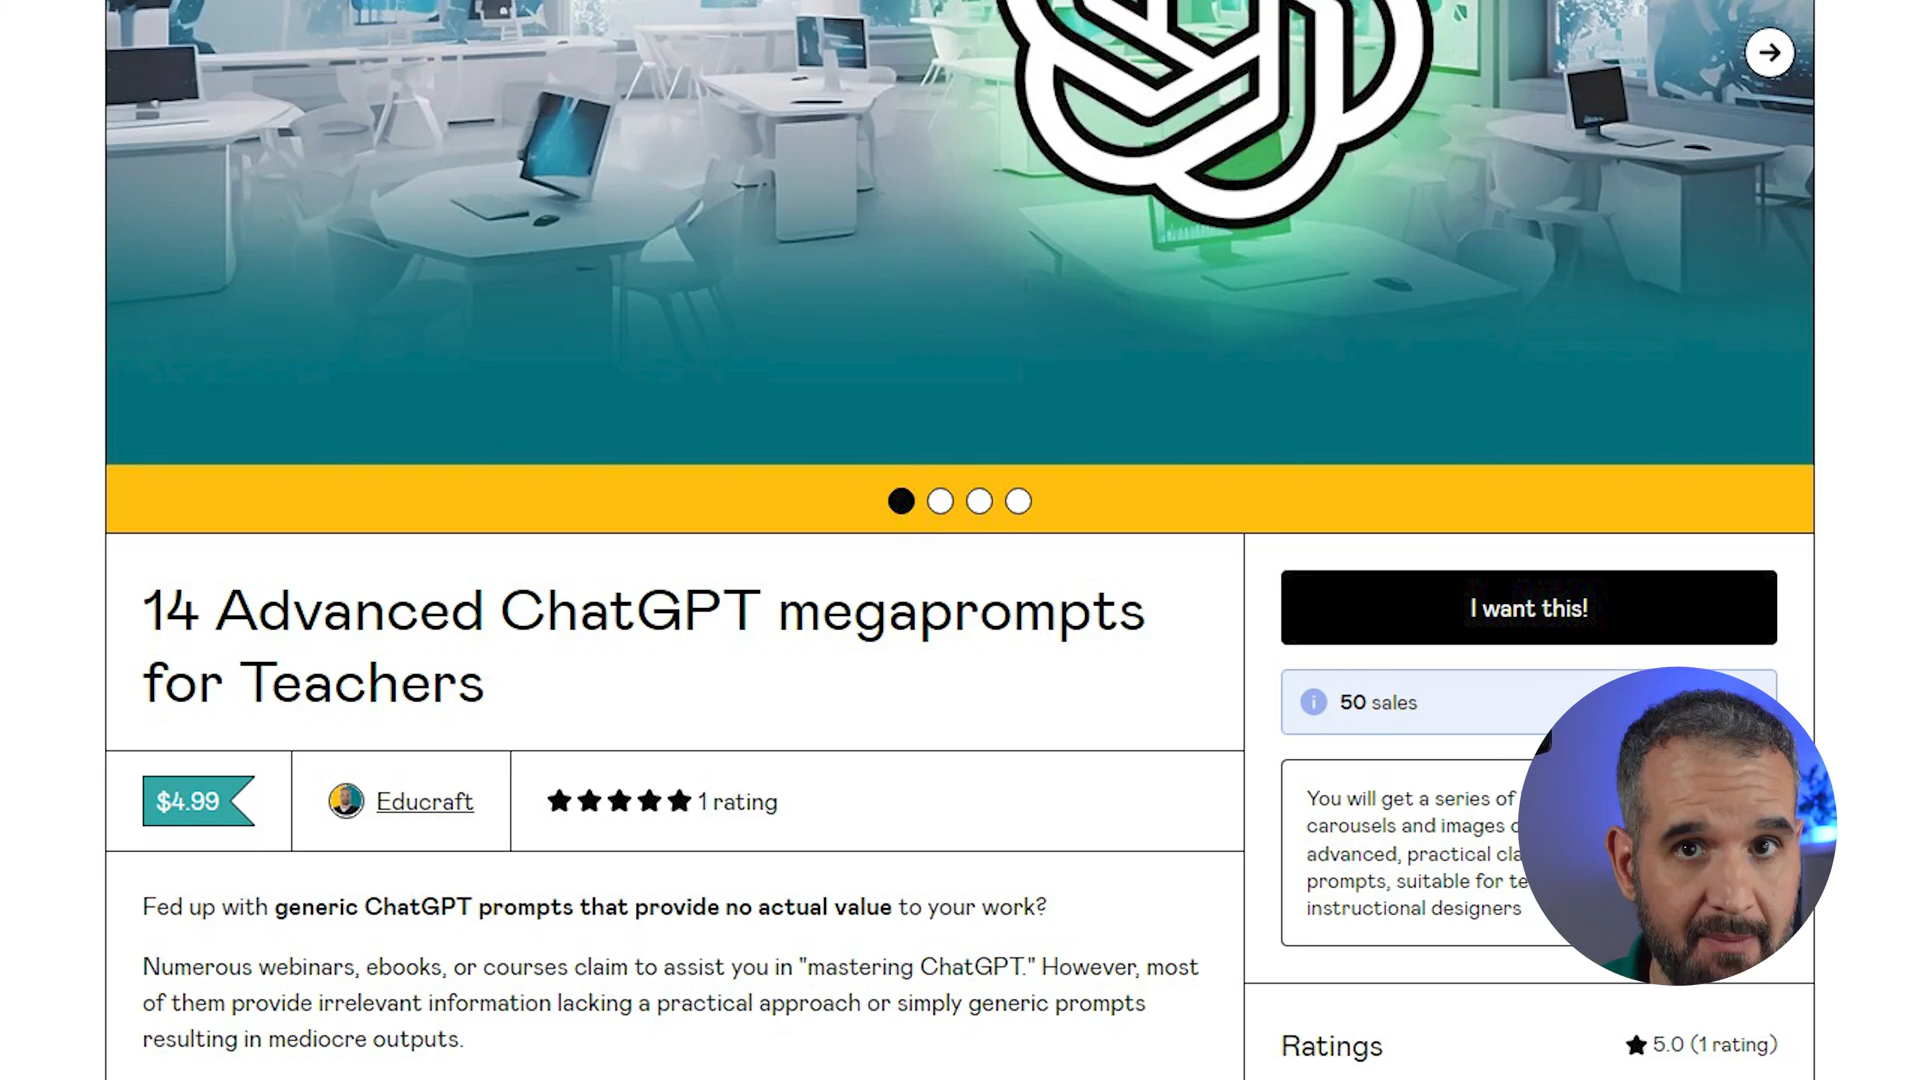 14 Advanced ChatGPT megaprompts
for Teachers
$4.99
Educraft
1 rating
Fed up with generic ChatGPT prompts that provide no actual value to your work?
Numerous webinars, ebooks, or courses claim to assist you in "mastering ChatGPT." However, most
of them provide irrelevant information lacking a practical approach or simply generic prompts
resulting in mediocre outputs.
I want this!
50 sales
You will get a series of
carousels and images
advanced, practical
prompts, suitable for
instructional designers
Ratings
5.0 (1 rating)